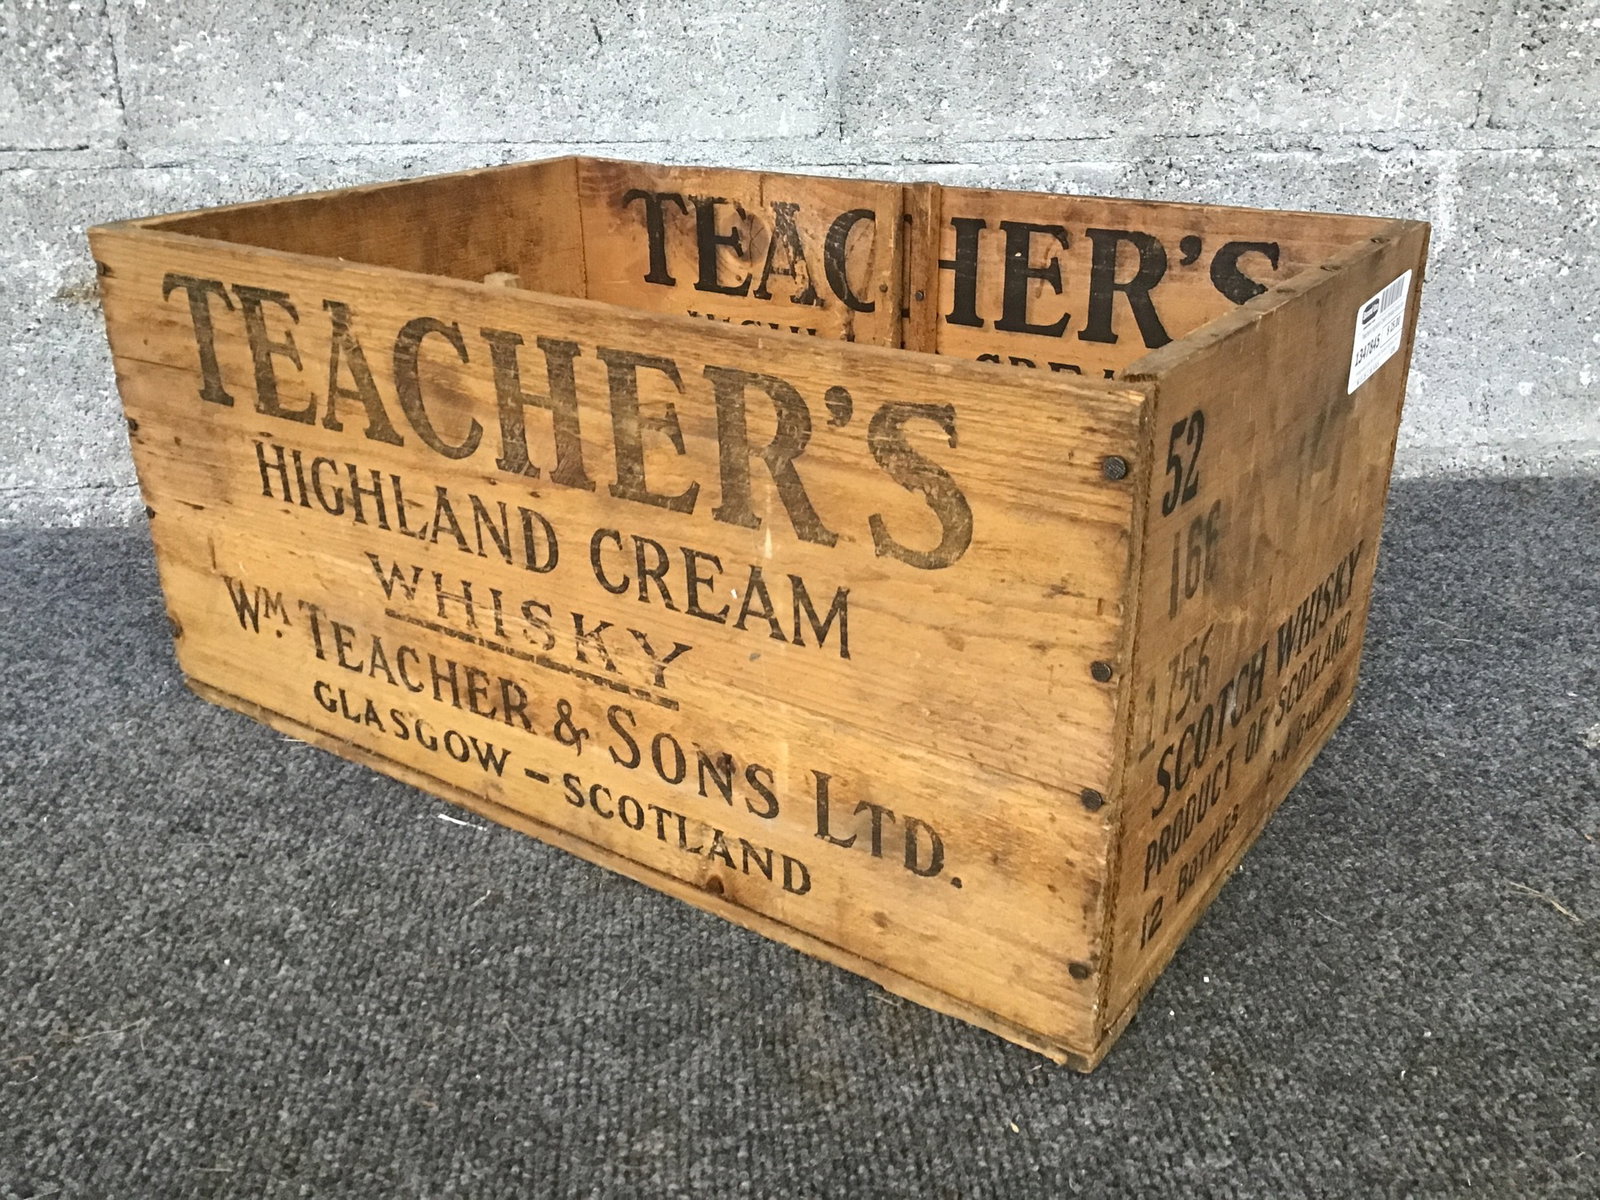 TEACHER'S
HIGHLAND CREAM
WHISKY
WM. TEACHER & SONS LTD.
GLASGOW – SCOTLAND
TEACHER'S
52
166
1756
SCOTCH WHISKY
PRODUCT OF SCOTLAND
12 BOTTLES
1347845